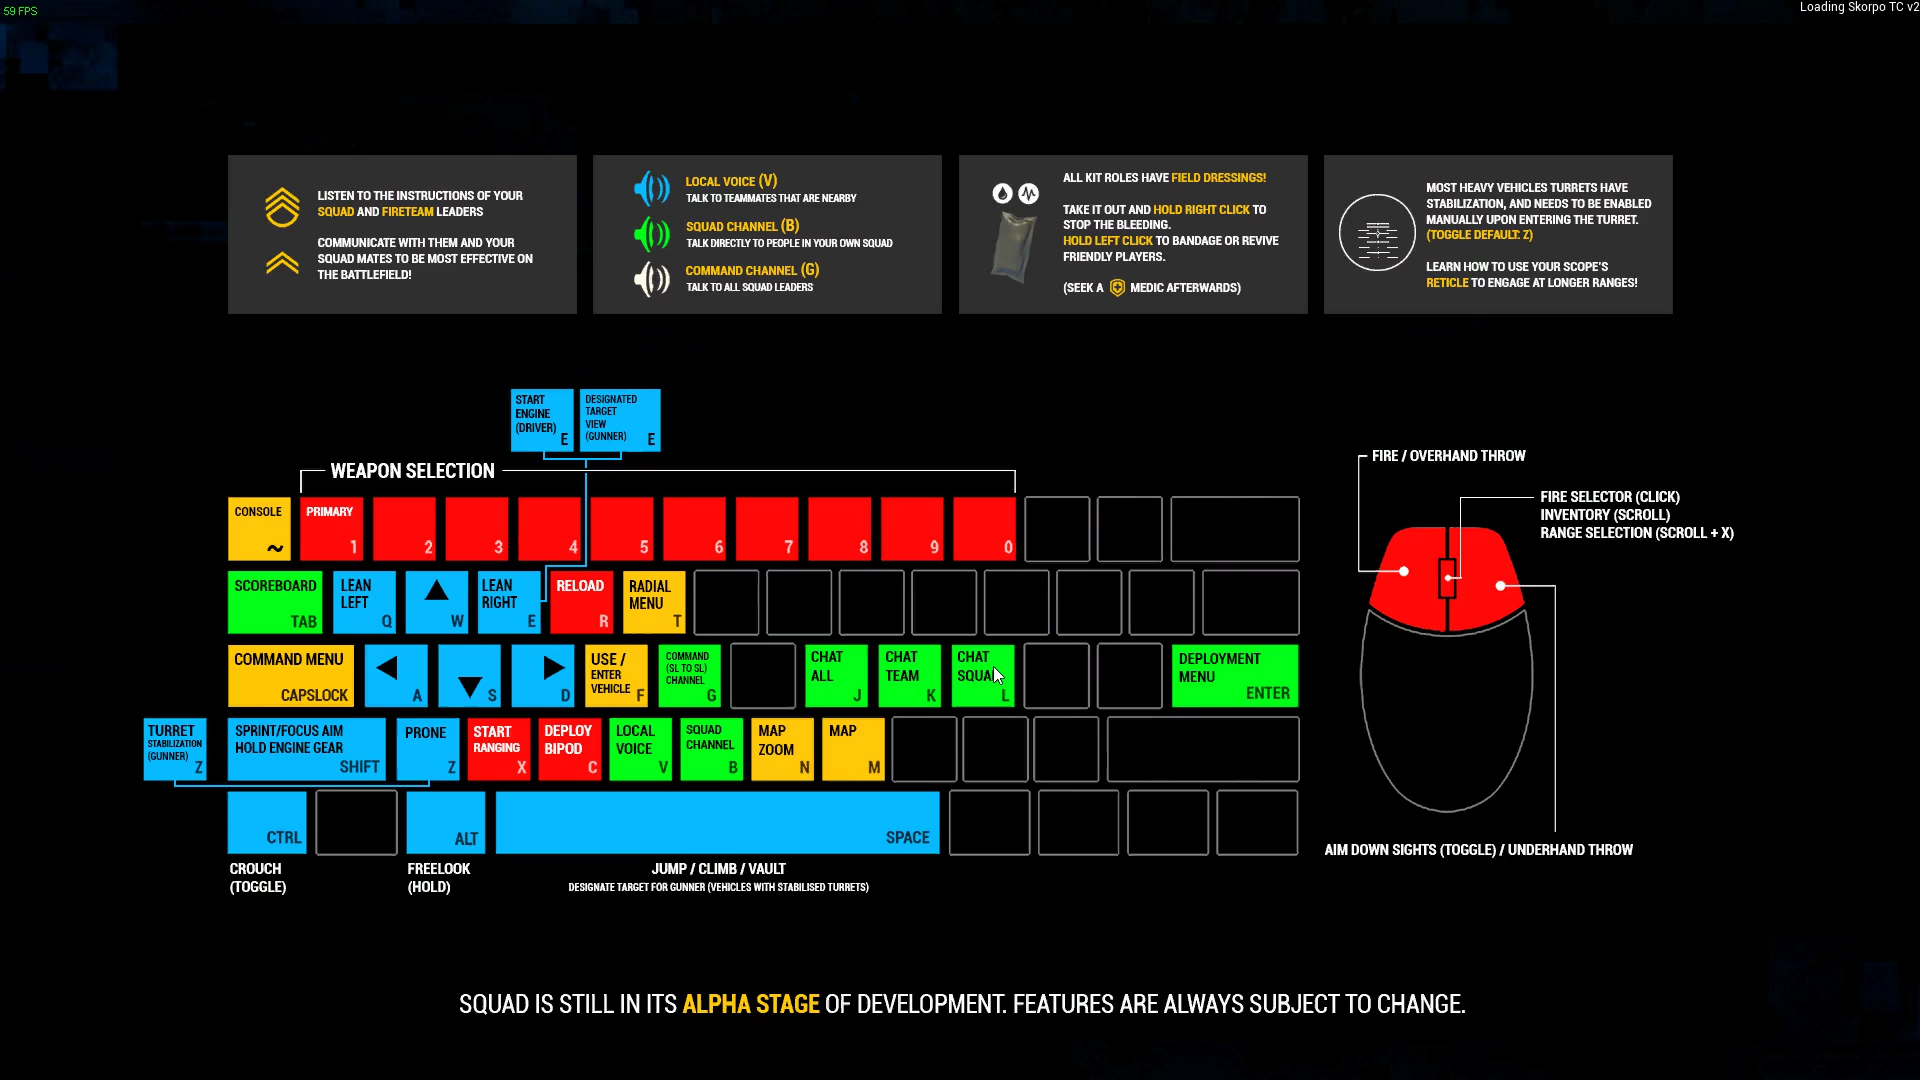 59 FPS
Loading Skorpo TC v2
LISTEN TO THE INSTRUCTIONS OF YOUR
SQUAD AND FIRETEAM LEADERS
COMMUNICATE WITH THEM AND YOUR
SQUAD MATES TO BE MOST EFFECTIVE ON
THE BATTLEFIELD!
LOCAL VOICE (V)
TALK TO TEAMMATES THAT ARE NEARBY
SQUAD CHANNEL (B)
TALK DIRECTLY TO PEOPLE IN YOUR OWN SQUAD
COMMAND CHANNEL (G)
TALK TO ALL SQUAD LEADERS
ALL KIT ROLES HAVE FIELD DRESSINGS!
TAKE IT OUT AND HOLD RIGHT CLICK TO
STOP THE BLEEDING.
HOLD LEFT CLICK TO BANDAGE OR REVIVE
FRIENDLY PLAYERS.
(SEEK A MEDIC AFTERWARDS)
MOST HEAVY VEHICLES TURRETS HAVE
STABILIZATION, AND NEEDS TO BE ENABLED
MANUALLY UPON ENTERING THE TURRET.
(TOGGLE DEFAULT: Z)
LEARN HOW TO USE YOUR SCOPE'S
RETICLE TO ENGAGE AT LONGER RANGES!
START
ENGINE
(DRIVER) E
DESIGNATED
TARGET
VIEW
(GUNNER) E
WEAPON SELECTION
CONSOLE
~
PRIMARY
1
2
3
4
5
6
7
8
9
0
SCOREBOARD
TAB
LEAN
LEFT
Q
W
LEAN
RIGHT
E
RELOAD
R
RADIAL
MENU
T
COMMAND MENU
CAPSLOCK
A
S
D
USE /
ENTER
VEHICLE F
COMMAND
(SL TO SL)
CHANNEL
G
CHAT
ALL
J
CHAT
TEAM
K
CHAT
SQUA
L
DEPLOYMENT
MENU
ENTER
TURRET
STABILIZATION
(GUNNER)
Z
SPRINT/FOCUS AIM
HOLD ENGINE GEAR
SHIFT
PRONE
Z
START
RANGING
X
DEPLOY
BIPOD
C
LOCAL
VOICE
V
SQUAD
CHANNEL
B
MAP
ZOOM
N
MAP
M
CTRL
ALT
SPACE
CROUCH
(TOGGLE)
FREELOOK
(HOLD)
JUMP / CLIMB / VAULT
DESIGNATE TARGET FOR GUNNER (VEHICLES WITH STABILISED TURRETS)
FIRE / OVERHAND THROW
FIRE SELECTOR (CLICK)
INVENTORY (SCROLL)
RANGE SELECTION (SCROLL + X)
AIM DOWN SIGHTS (TOGGLE) / UNDERHAND THROW
SQUAD IS STILL IN ITS ALPHA STAGE OF DEVELOPMENT. FEATURES ARE ALWAYS SUBJECT TO CHANGE.